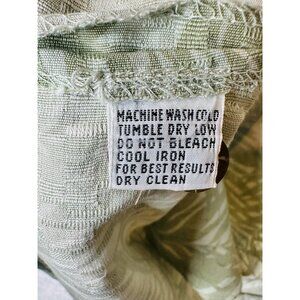 MACHINE WASH COLD
TUMBLE DRY LOW
DO NOT BLEACH
COOL IRON
FOR BEST RESULTS
DRY CLEAN